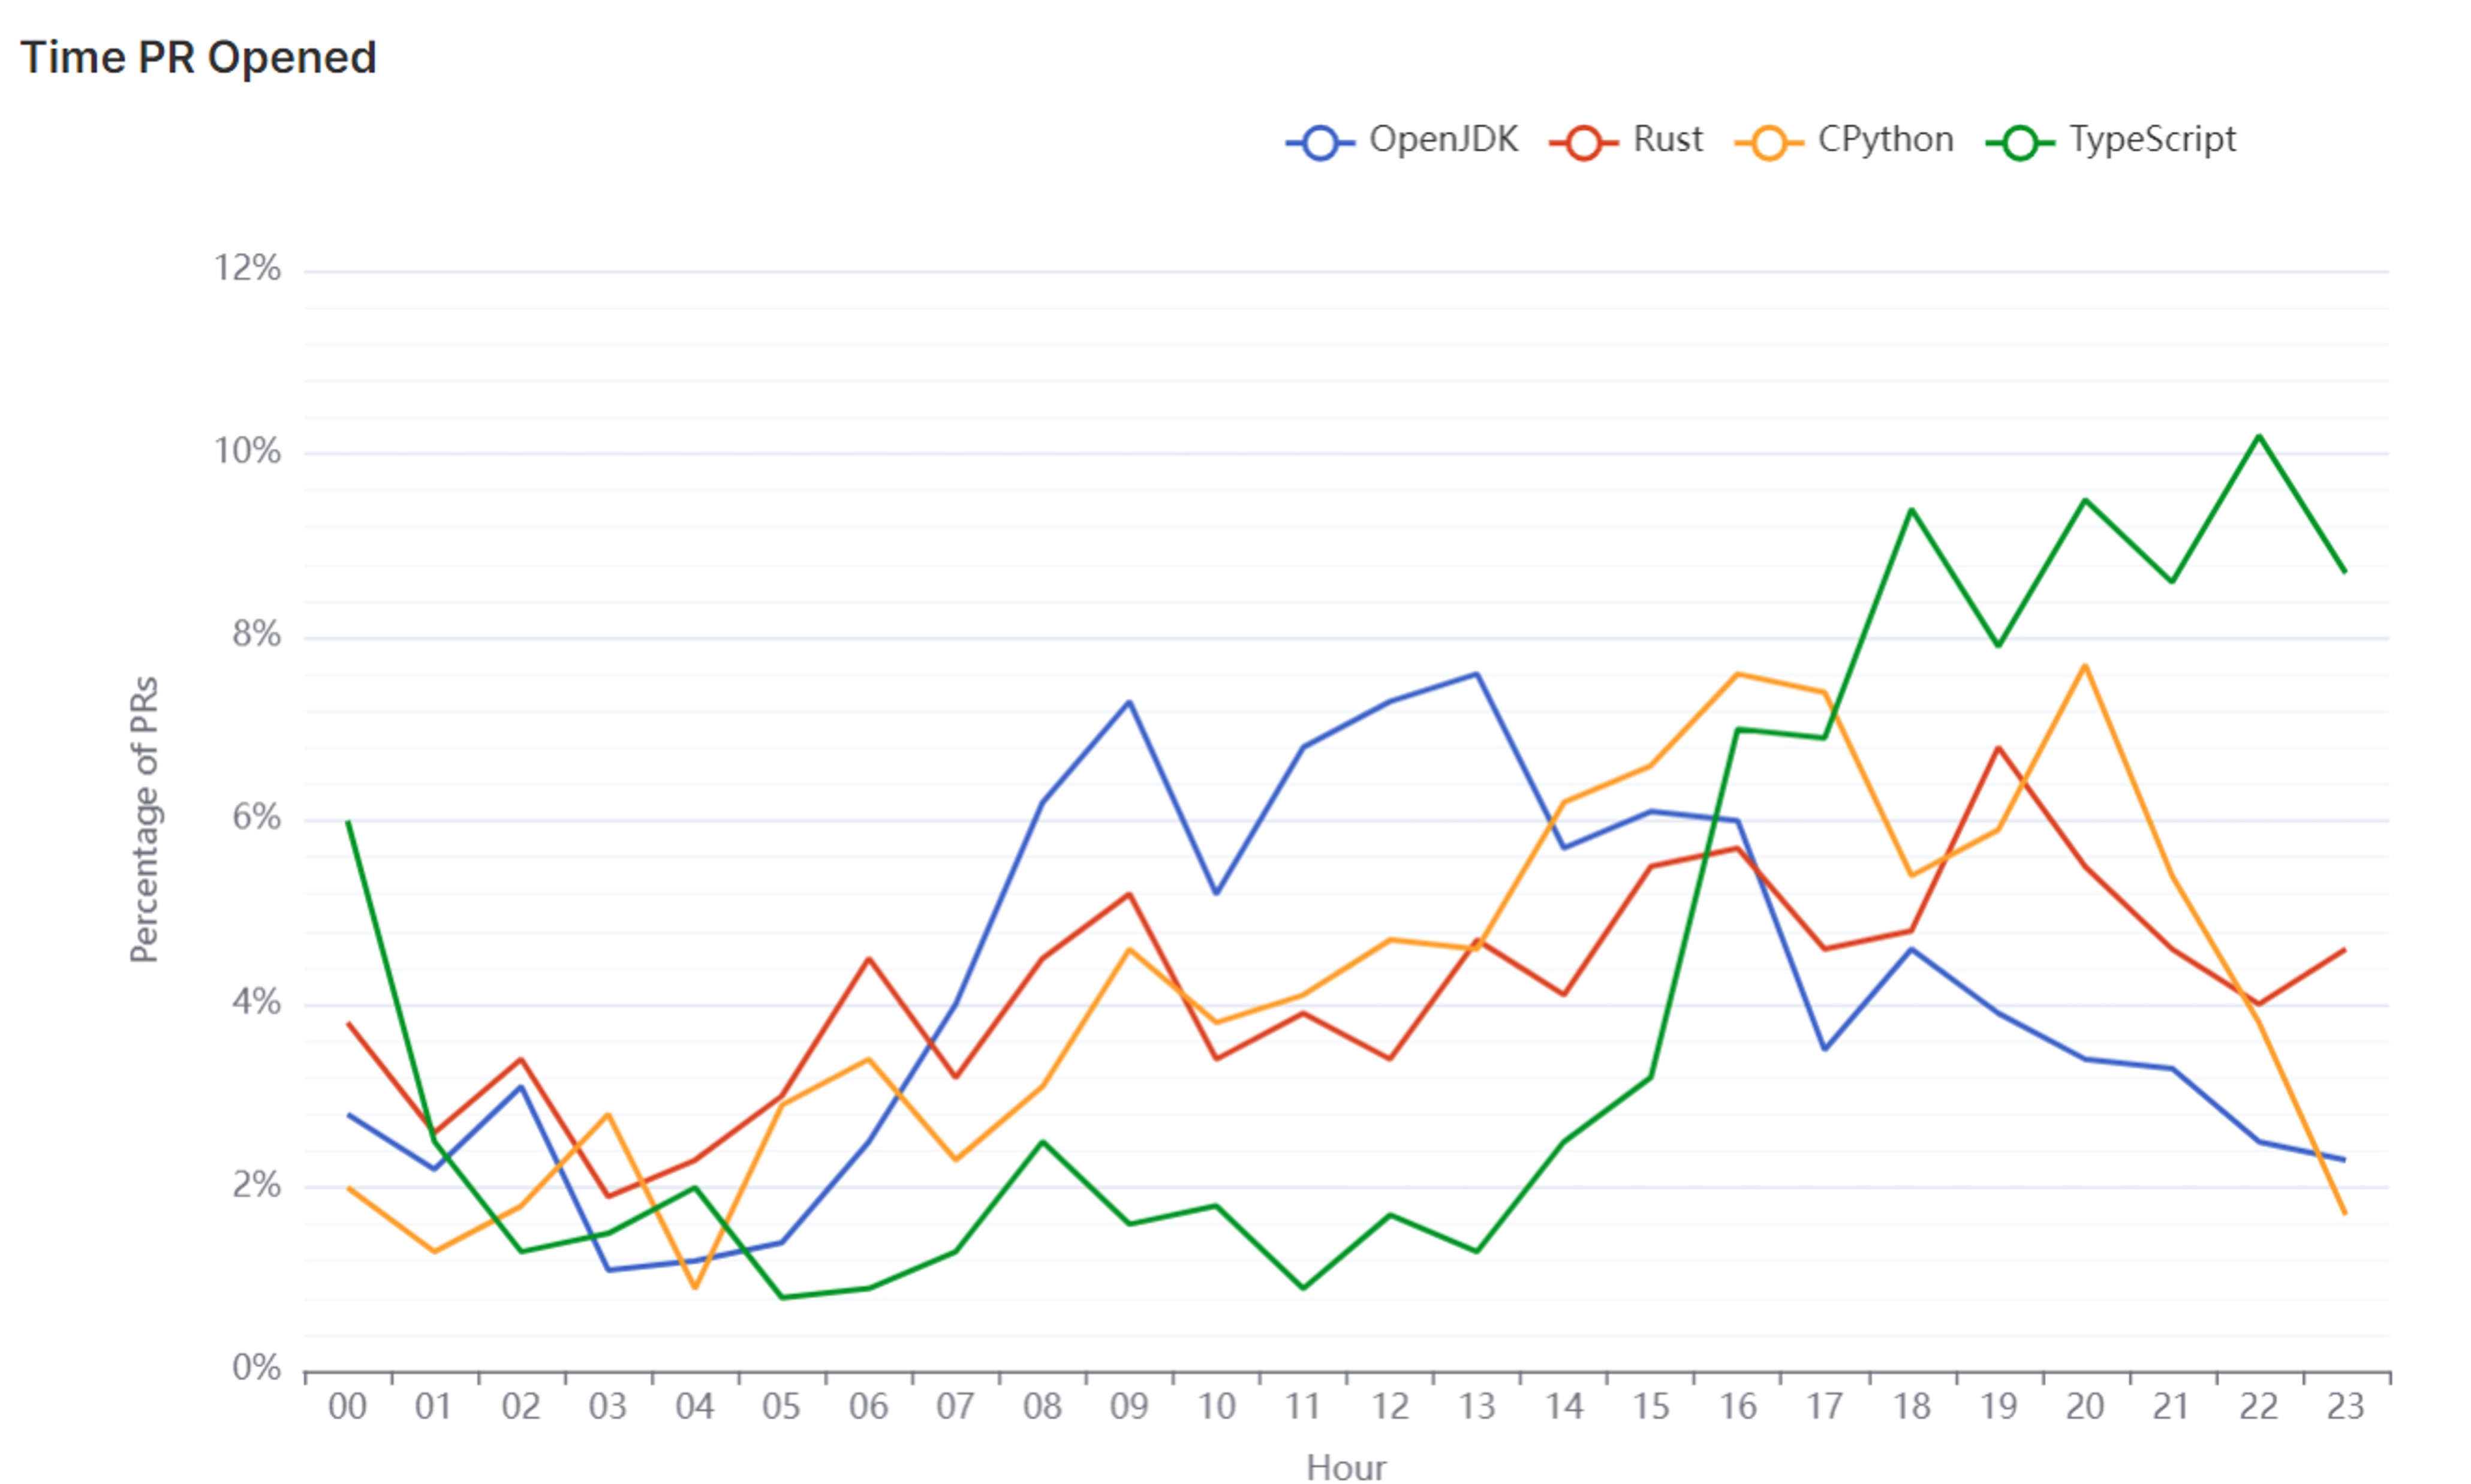 Time PR Opened
OpenJDK Rust CPython TypeScript
12%
10%
8%
6%
4%
2%
0%
Percentage of PRs
00 01 02 03 04 05 06 07 08 09 10 11 12 13 14 15 16 17 18 19 20 21 22 23
Hour